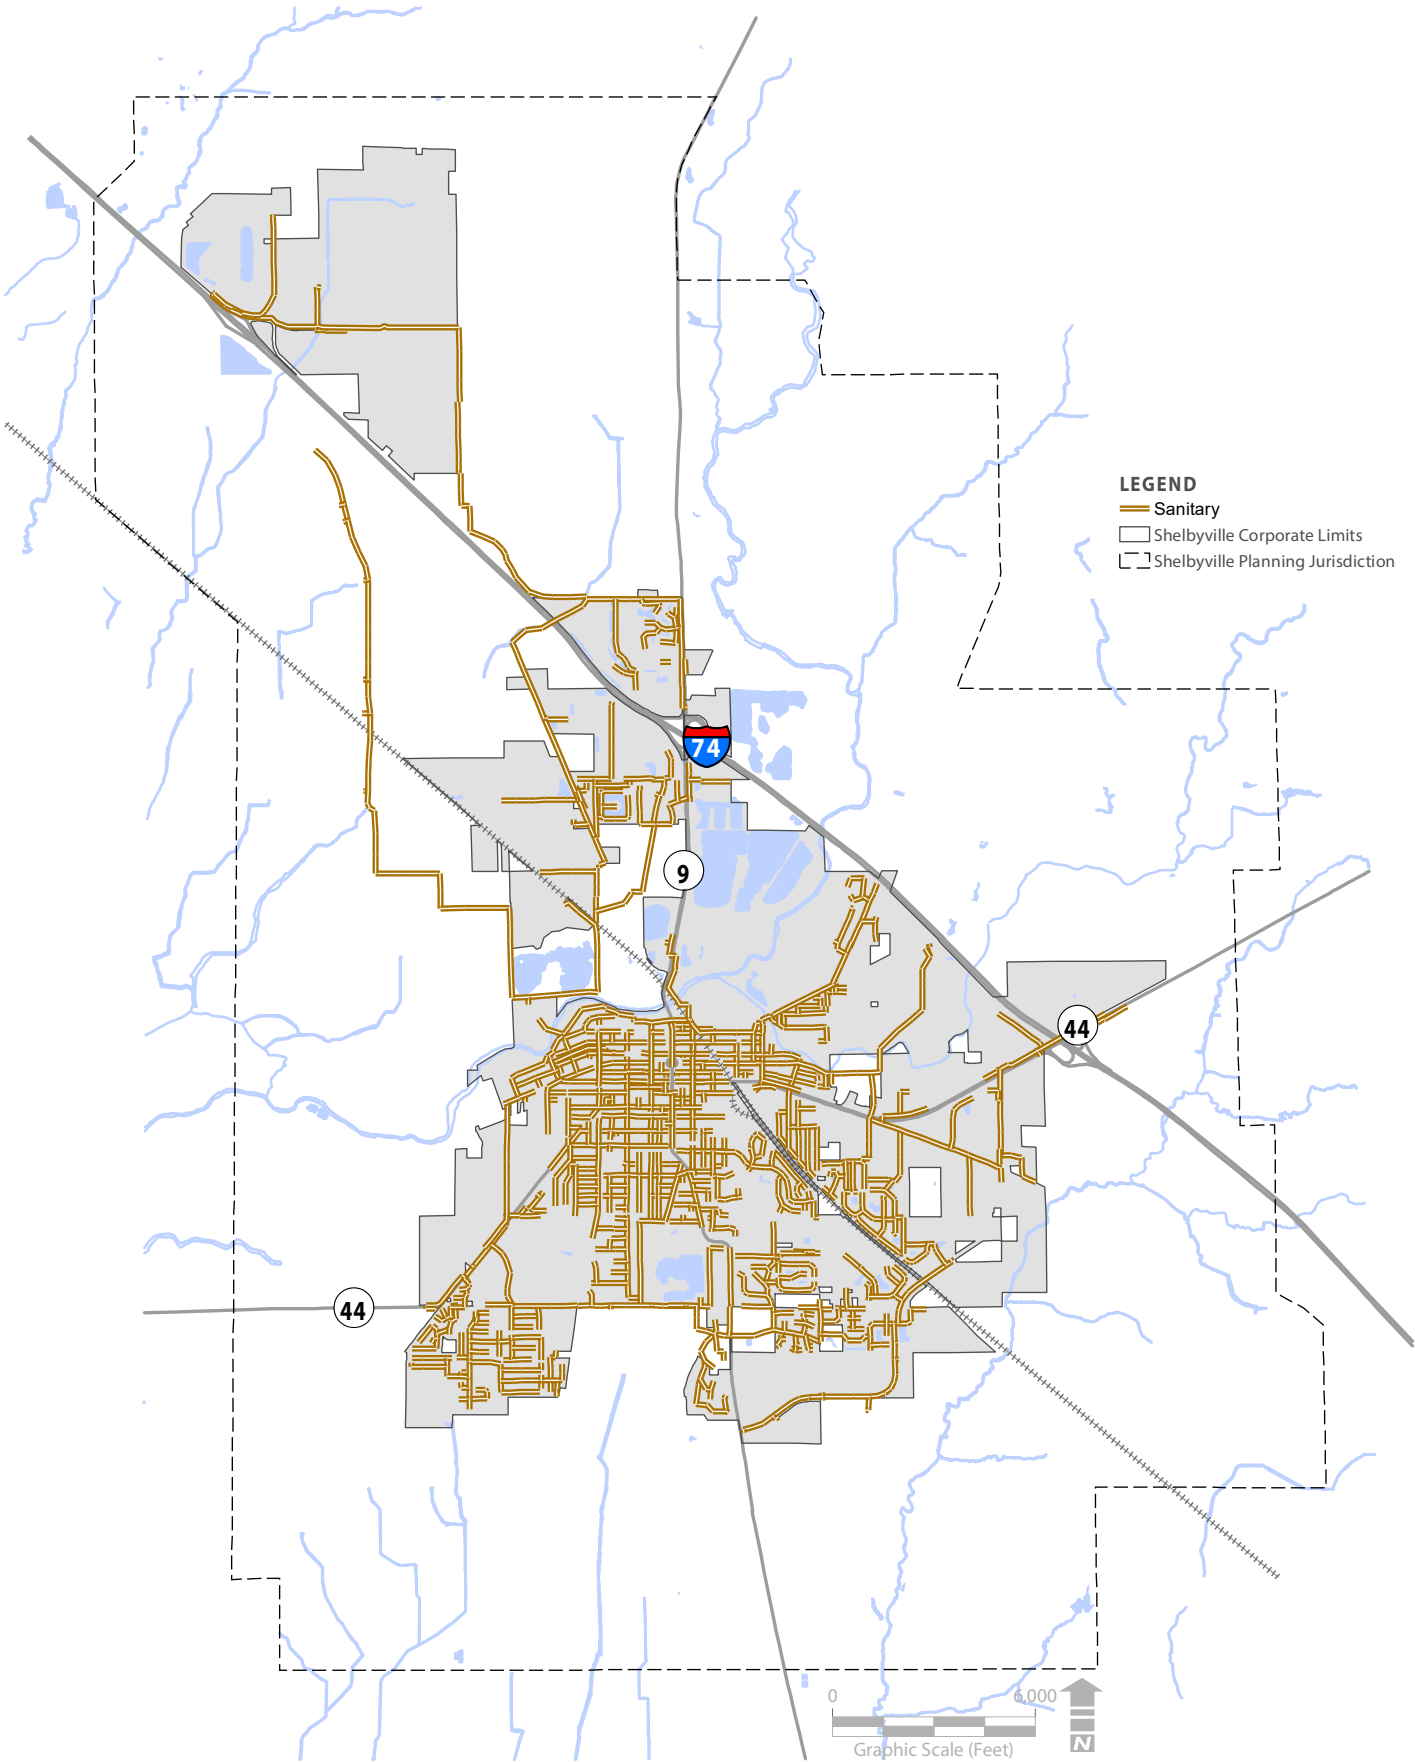 LEGEND
Sanitary
Shelbyville Corporate Limits
Shelbyville Planning Jurisdiction
74
9
44
44
0 6,000
Graphic Scale (Feet)
N